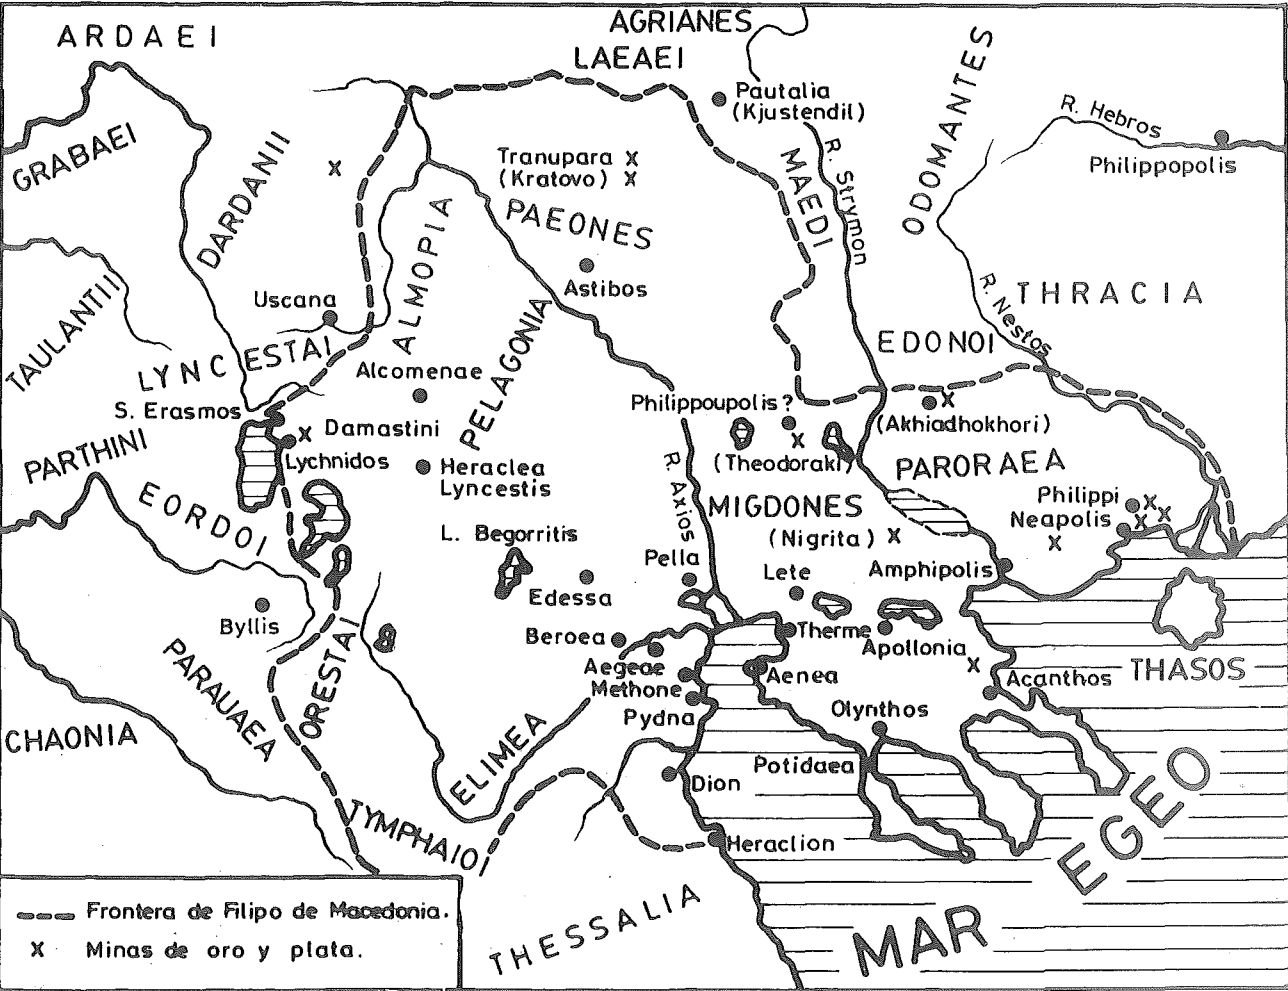 ARDAEI
AGRIANES
LAEAEI
Pautalia
(Kjustendil)
ODOMANTES
R. Hebros
Philippopolis
GRABAEI
DARDANII
X
Tranupara X
(Kratovo) X
MAEDI
R. Strymon
PAEONES
ALMOPIA
Astibos
TAULANTII
Uscana
THRACIA
R. Nestos
LYNCESTAI
PELAGONIA
EDONOI
Alcomenae
S. Erasmos
Philippoupolis?
X
(Akhiadhokhori)
X Damastini
Lychnidos
X
(Theodoraki)
PARTHINI
Heraclea
Lyncestis
R. Axios
PARORAEA
EORDOI
MIGDONES
(Nigrita) X
Philippi X
X X
Neapolis
X
L. Begorritis
Pella
Lete
Amphipolis
Edessa
Byllis
Beroea
Therme
Apollonia
ORESTAI
Aegeae
Methone
Aenea
X
Acanthos
THASOS
PARAUAEA
Pydna
Olynthos
CHAONIA
ELIMEA
Dion
Potidaea
TYMPHAIOI
Heraclion
MAR
EGEO
THESSALIA
Frontera de Filipo de Macedonia.
X Minas de oro y plata.